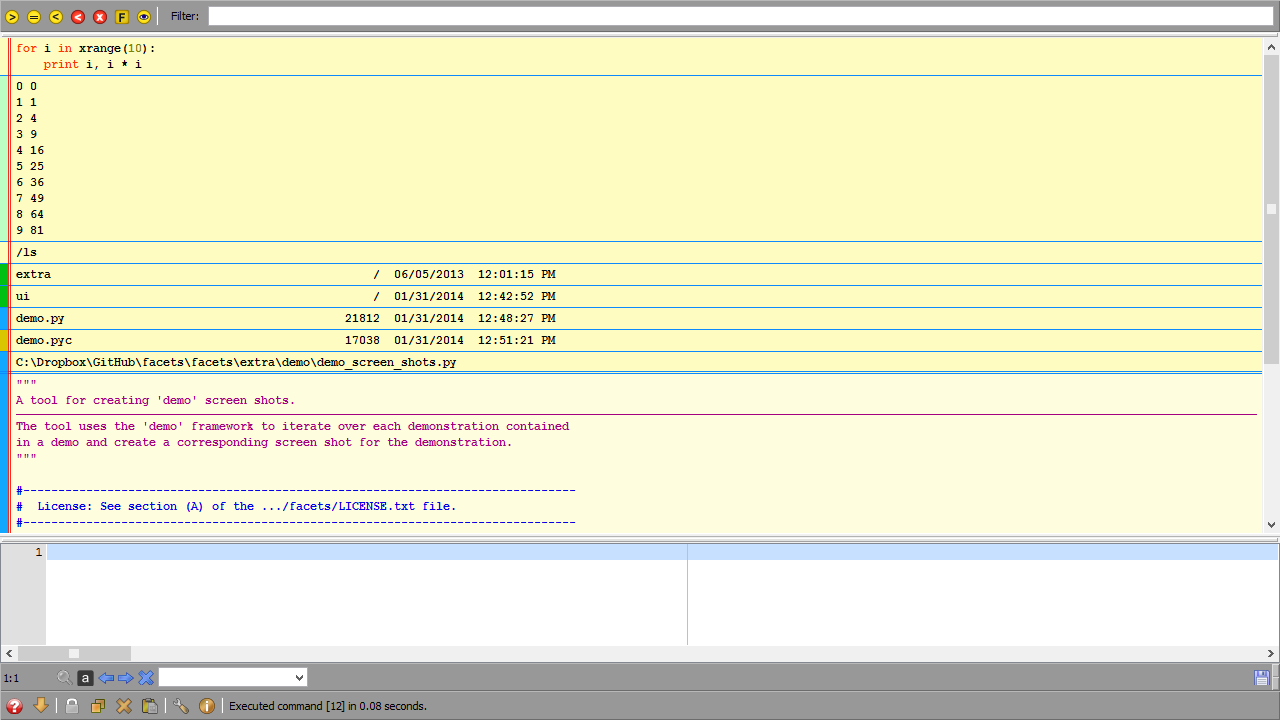 Filter:
for i in xrange(10):
    print i, i * i
0 0
1 1
2 4
3 9
4 16
5 25
6 36
7 49
8 64
9 81
/ls
extra / 06/05/2013 12:01:15 PM
ui / 01/31/2014 12:42:52 PM
demo.py 21812 01/31/2014 12:48:27 PM
demo.pyc 17038 01/31/2014 12:51:21 PM
C:\Dropbox\GitHub\facets\facets\extra\demo\demo_screen_shots.py
"""
A tool for creating 'demo' screen shots.
The tool uses the 'demo' framework to iterate over each demonstration contained
in a demo and create a corresponding screen shot for the demonstration.
"""
#-------------------------------------------------------------------------------
#  License: See section (A) of the .../facets/LICENSE.txt file.
#-------------------------------------------------------------------------------
1
1:1 a
Executed command [12] in 0.08 seconds.